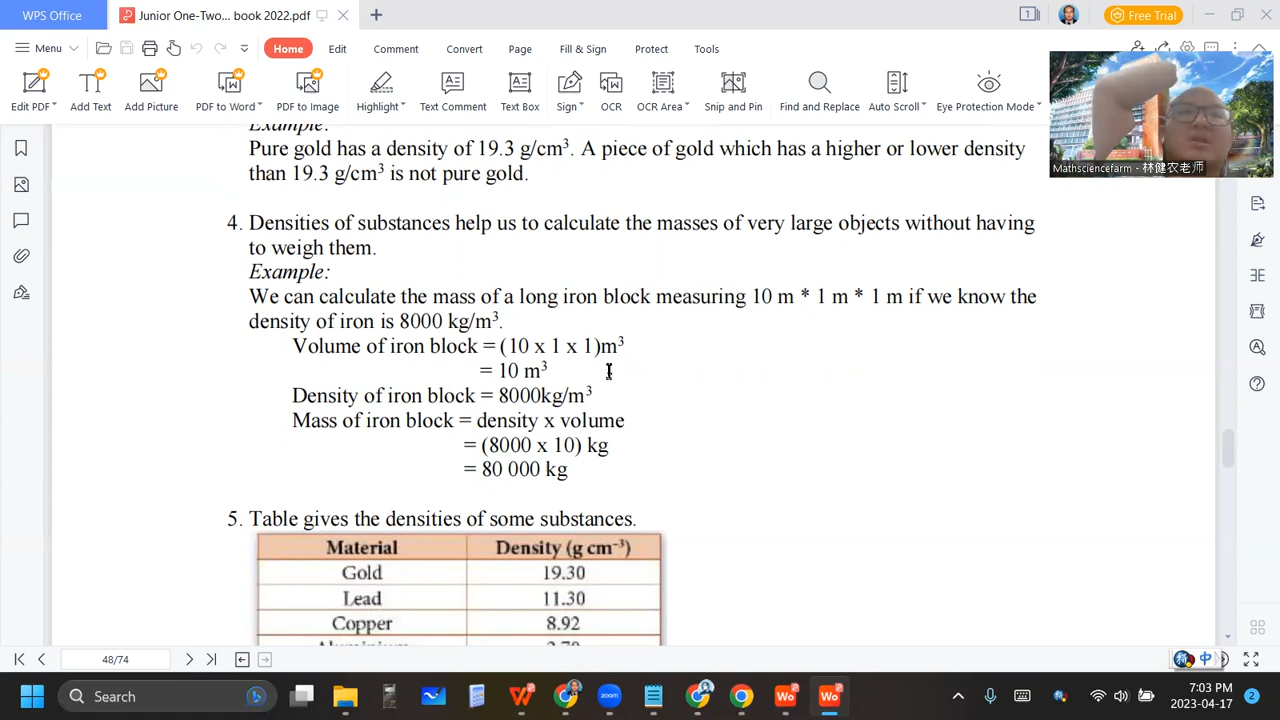 WPS Office
Junior One-Two... book 2022.pdf
1
Free Trial
Menu
Home
Edit
Comment
Convert
Page
Fill & Sign
Protect
Tools
Edit PDF
Add Text
Add Picture
PDF to Word
PDF to Image
Highlight
Text Comment
Text Box
Sign
OCR
OCR Area
Snip and Pin
Find and Replace
Auto Scroll
Eye Protection Mode
Mathsciencefarm - 林健农老师
Example:
Pure gold has a density of 19.3 g/cm³. A piece of gold which has a higher or lower density
than 19.3 g/cm³ is not pure gold.
4. Densities of substances help us to calculate the masses of very large objects without having
to weigh them.
Example:
We can calculate the mass of a long iron block measuring 10 m * 1 m * 1 m if we know the
density of iron is 8000 kg/m³.
Volume of iron block = (10 x 1 x 1)m³
= 10 m³
Density of iron block = 8000kg/m³
Mass of iron block = density x volume
= (8000 x 10) kg
= 80 000 kg
5. Table gives the densities of some substances.
Material Density (g cm⁻³)
Gold 19.30
Lead 11.30
Copper 8.92
48/74
中
Search
7:03 PM
2023-04-17
2